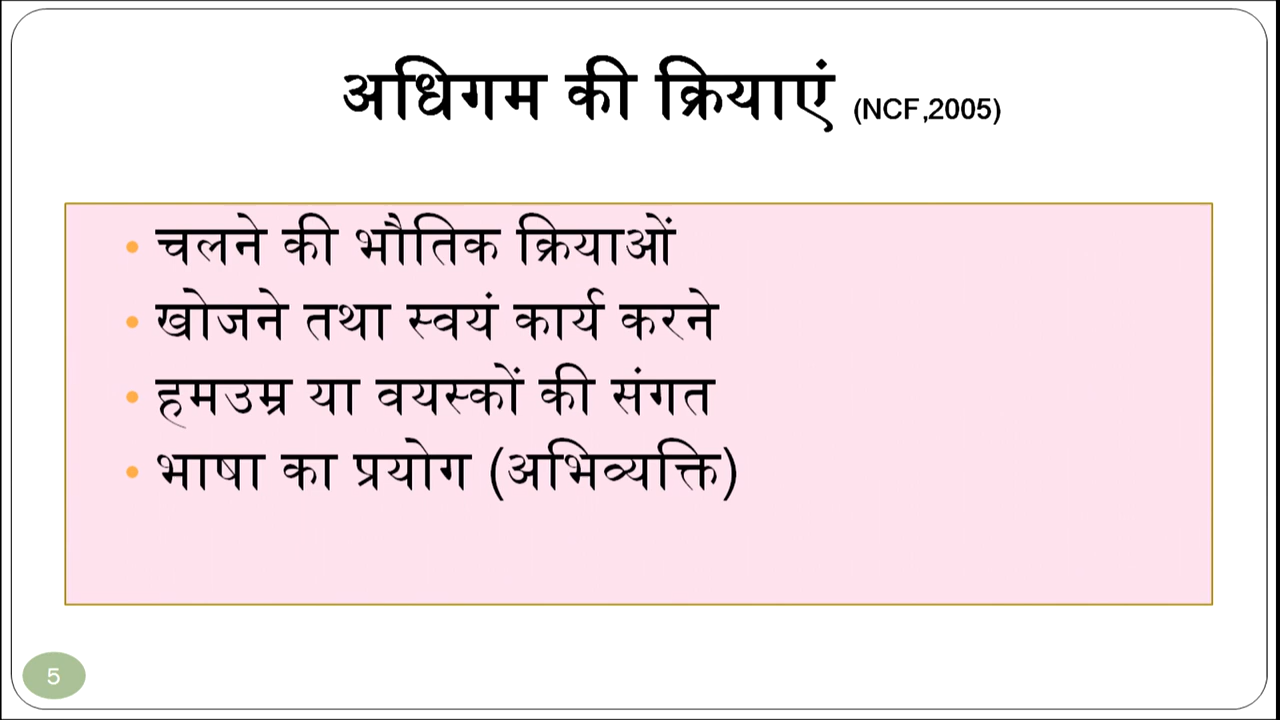 अधिगम की क्रियाएं (NCF,2005)
• चलने की भौतिक क्रियाओं
• खोजने तथा स्वयं कार्य करने
• हमउम्र या वयस्कों की संगत
• भाषा का प्रयोग (अभिव्यक्ति)
5